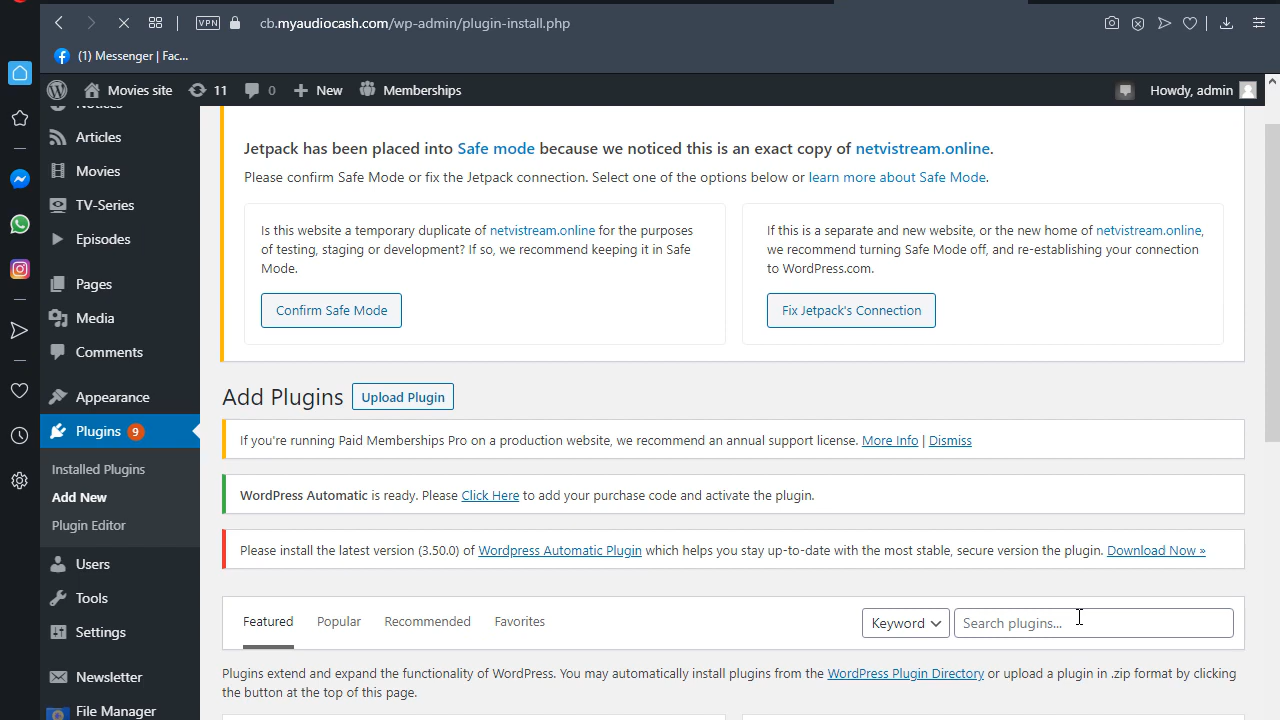 cb.myaudiocash.com/wp-admin/plugin-install.php
VPN
(1) Messenger | Fac...
Movies site
11
0
New
Memberships
Howdy, admin
Notices
Articles
Movies
TV-Series
Episodes
Pages
Media
Comments
Appearance
Plugins 9
Installed Plugins
Add New
Plugin Editor
Users
Tools
Settings
Newsletter
File Manager
Jetpack has been placed into Safe mode because we noticed this is an exact copy of netvistream.online.
Please confirm Safe Mode or fix the Jetpack connection. Select one of the options below or learn more about Safe Mode.
Is this website a temporary duplicate of netvistream.online for the purposes
of testing, staging or development? If so, we recommend keeping it in Safe
Mode.
Confirm Safe Mode
If this is a separate and new website, or the new home of netvistream.online,
we recommend turning Safe Mode off, and re-establishing your connection
to WordPress.com.
Fix Jetpack's Connection
Add Plugins
Upload Plugin
If you're running Paid Memberships Pro on a production website, we recommend an annual support license. More Info | Dismiss
WordPress Automatic is ready. Please Click Here to add your purchase code and activate the plugin.
Please install the latest version (3.50.0) of Wordpress Automatic Plugin which helps you stay up-to-date with the most stable, secure version the plugin. Download Now »
Featured
Popular
Recommended
Favorites
Keyword
Search plugins...
Plugins extend and expand the functionality of WordPress. You may automatically install plugins from the WordPress Plugin Directory or upload a plugin in .zip format by clicking
the button at the top of this page.